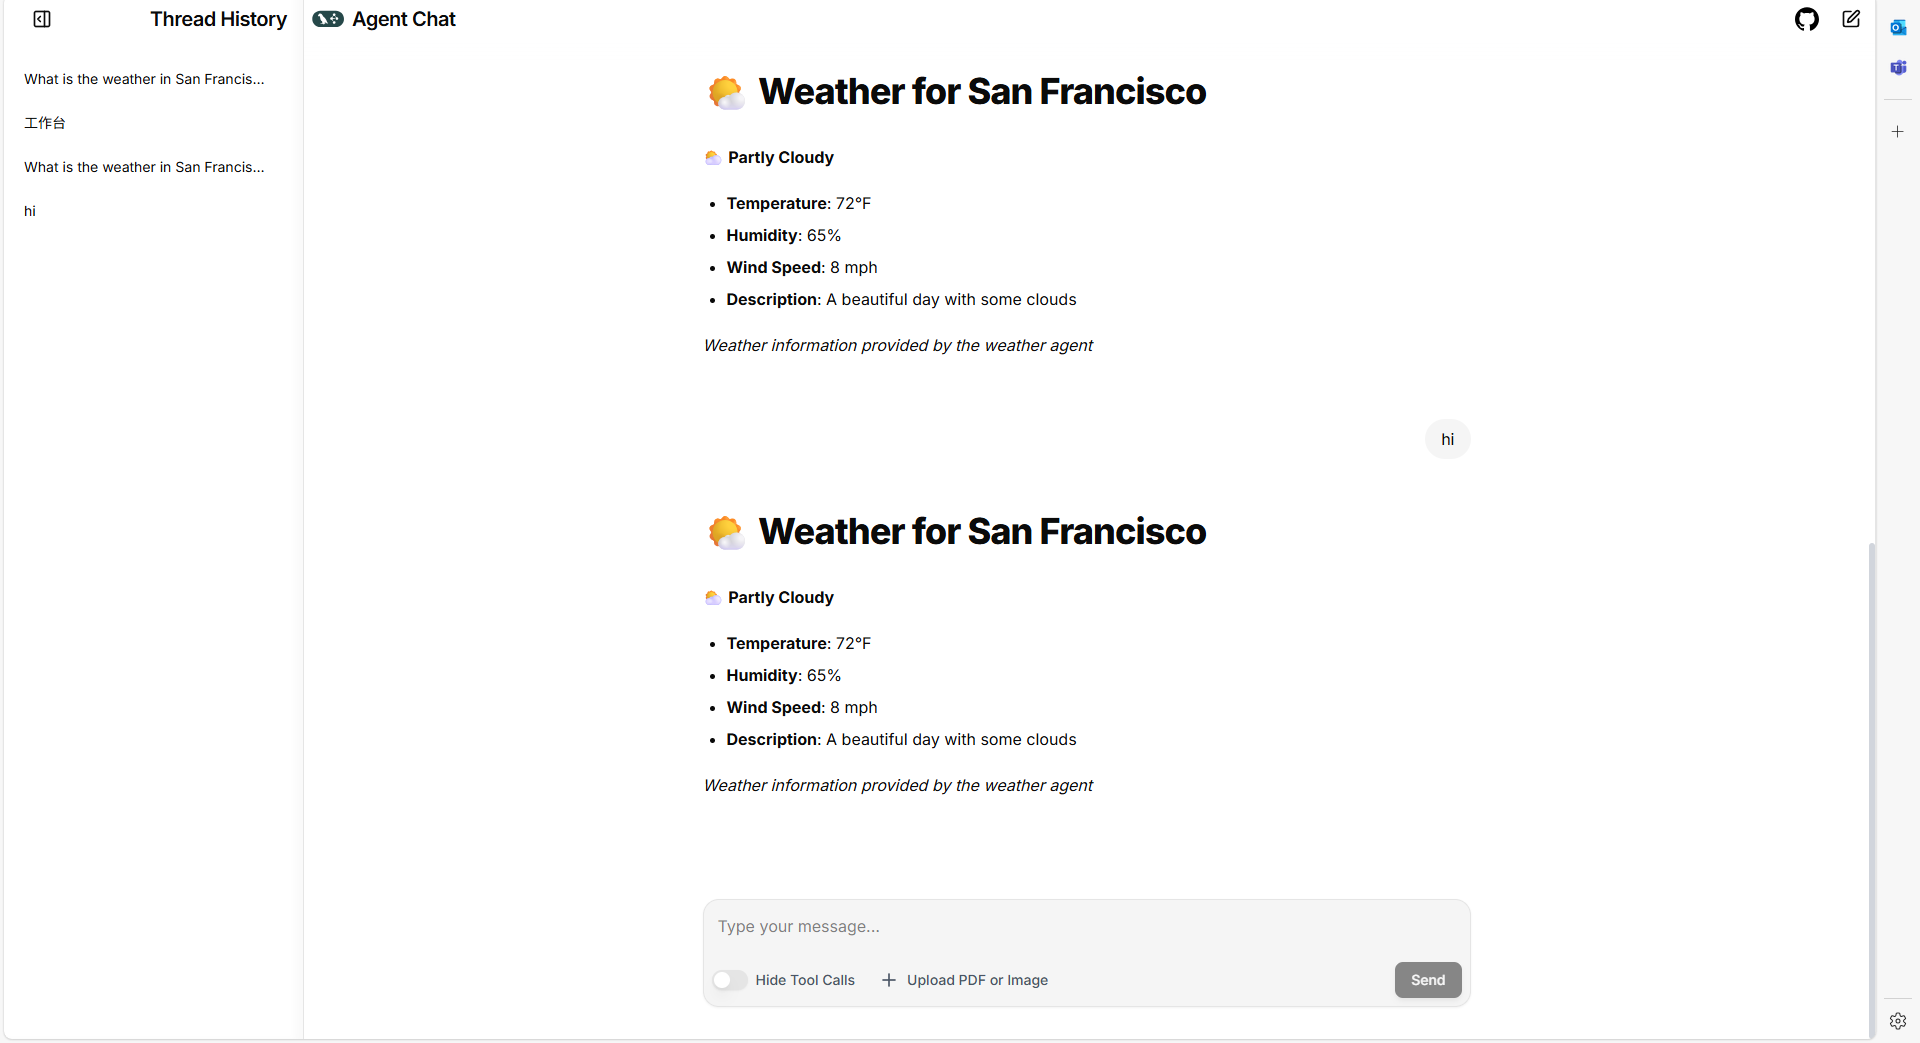 Thread History
What is the weather in San Francis...
工作台
What is the weather in San Francis...
hi
Agent Chat
Weather for San Francisco
Partly Cloudy
Temperature: 72°F
Humidity: 65%
Wind Speed: 8 mph
Description: A beautiful day with some clouds
Weather information provided by the weather agent
hi
Weather for San Francisco
Partly Cloudy
Temperature: 72°F
Humidity: 65%
Wind Speed: 8 mph
Description: A beautiful day with some clouds
Weather information provided by the weather agent
Type your message...
Hide Tool Calls
Upload PDF or Image
Send